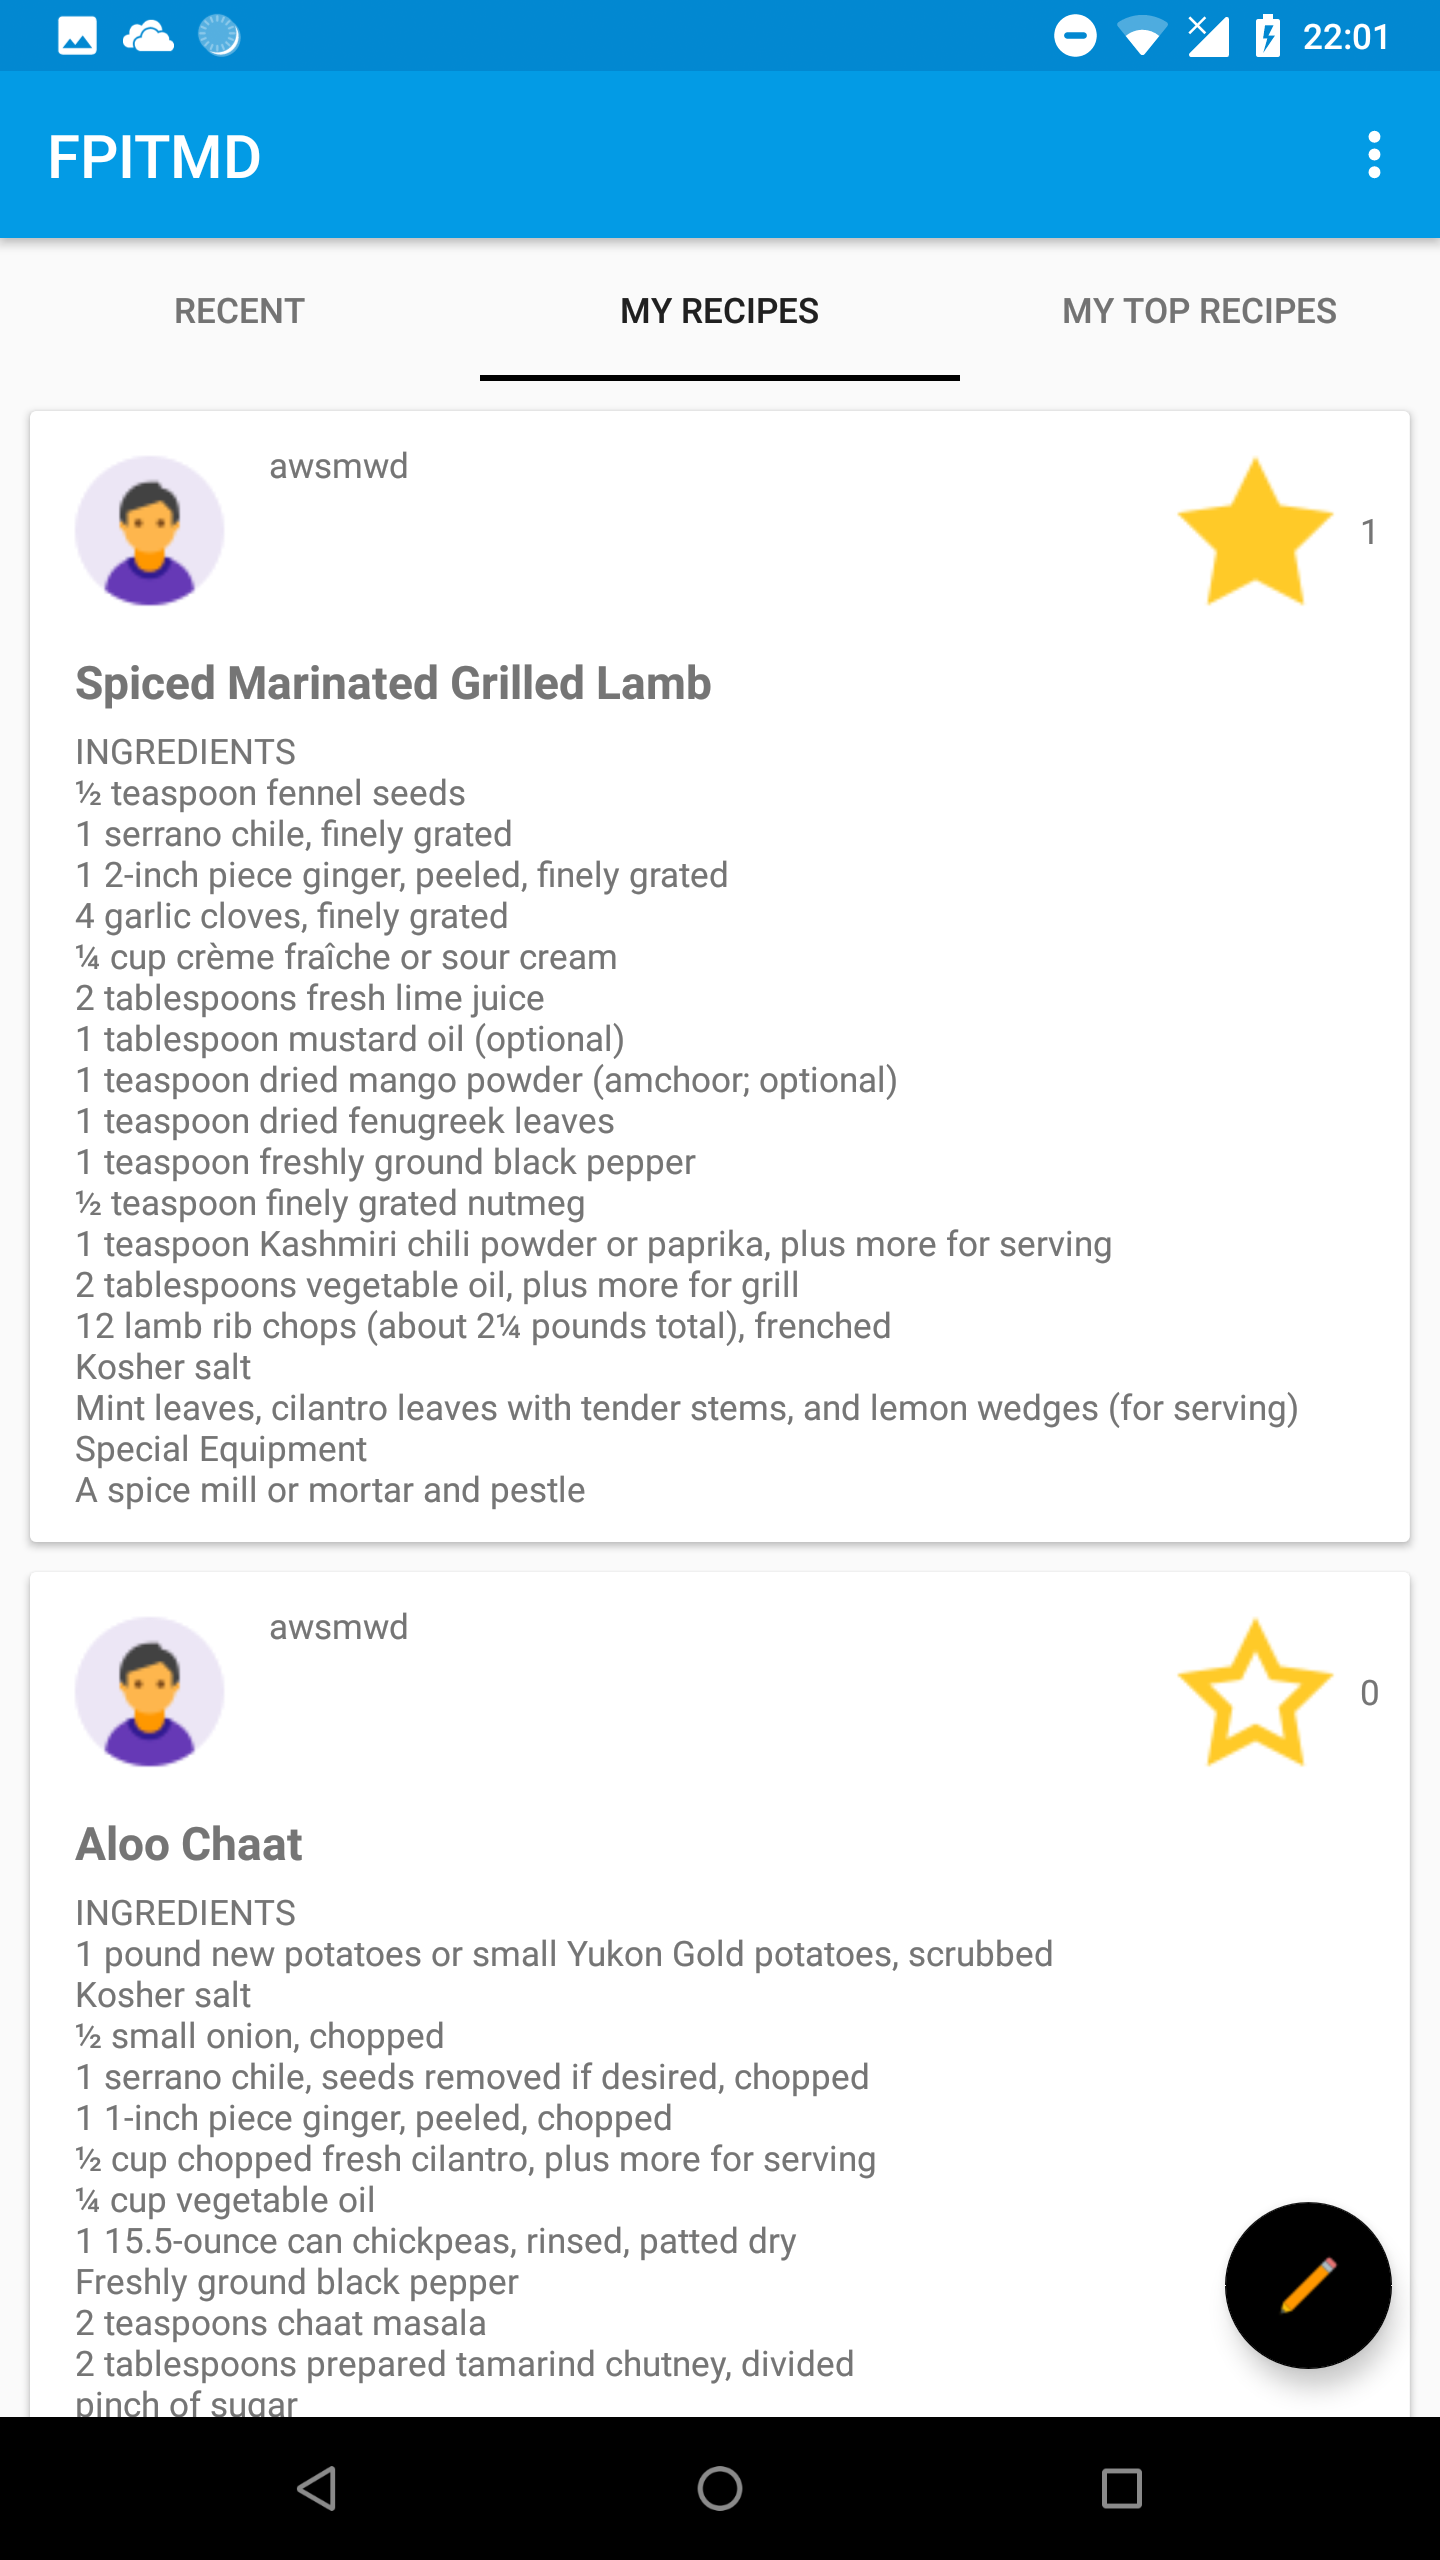 22:01
FPITMD
RECENT
MY RECIPES
MY TOP RECIPES
awsmwd
1
Spiced Marinated Grilled Lamb
INGREDIENTS
½ teaspoon fennel seeds
1 serrano chile, finely grated
1 2-inch piece ginger, peeled, finely grated
4 garlic cloves, finely grated
¼ cup crème fraîche or sour cream
2 tablespoons fresh lime juice
1 tablespoon mustard oil (optional)
1 teaspoon dried mango powder (amchoor; optional)
1 teaspoon dried fenugreek leaves
1 teaspoon freshly ground black pepper
½ teaspoon finely grated nutmeg
1 teaspoon Kashmiri chili powder or paprika, plus more for serving
2 tablespoons vegetable oil, plus more for grill
12 lamb rib chops (about 2¼ pounds total), frenched
Kosher salt
Mint leaves, cilantro leaves with tender stems, and lemon wedges (for serving)
Special Equipment
A spice mill or mortar and pestle
awsmwd
0
Aloo Chaat
INGREDIENTS
1 pound new potatoes or small Yukon Gold potatoes, scrubbed
Kosher salt
½ small onion, chopped
1 serrano chile, seeds removed if desired, chopped
1 1-inch piece ginger, peeled, chopped
½ cup chopped fresh cilantro, plus more for serving
¼ cup vegetable oil
1 15.5-ounce can chickpeas, rinsed, patted dry
Freshly ground black pepper
2 teaspoons chaat masala
2 tablespoons prepared tamarind chutney, divided
pinch of sugar